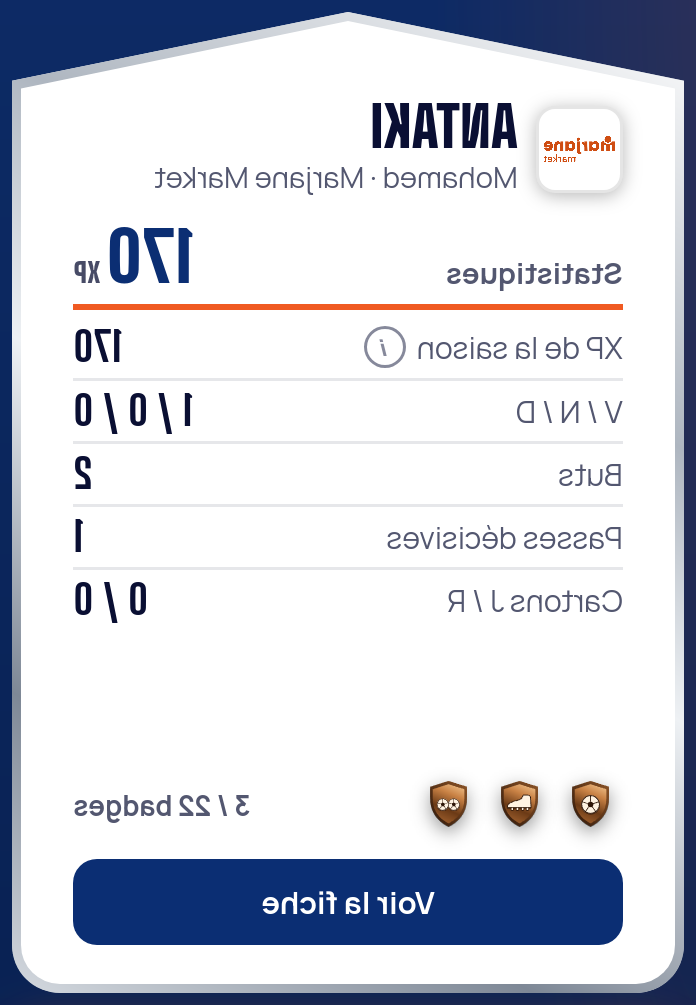 marjane
market
ANTAKI
Mohamed · Marjane Market
Statistiques 170 XP
XP de la saison i 170
V / N / D 1 / 0 / 0
Buts 2
Passes décisives 1
Cartons J / R 0 / 0
3 / 22 badges
Voir la fiche